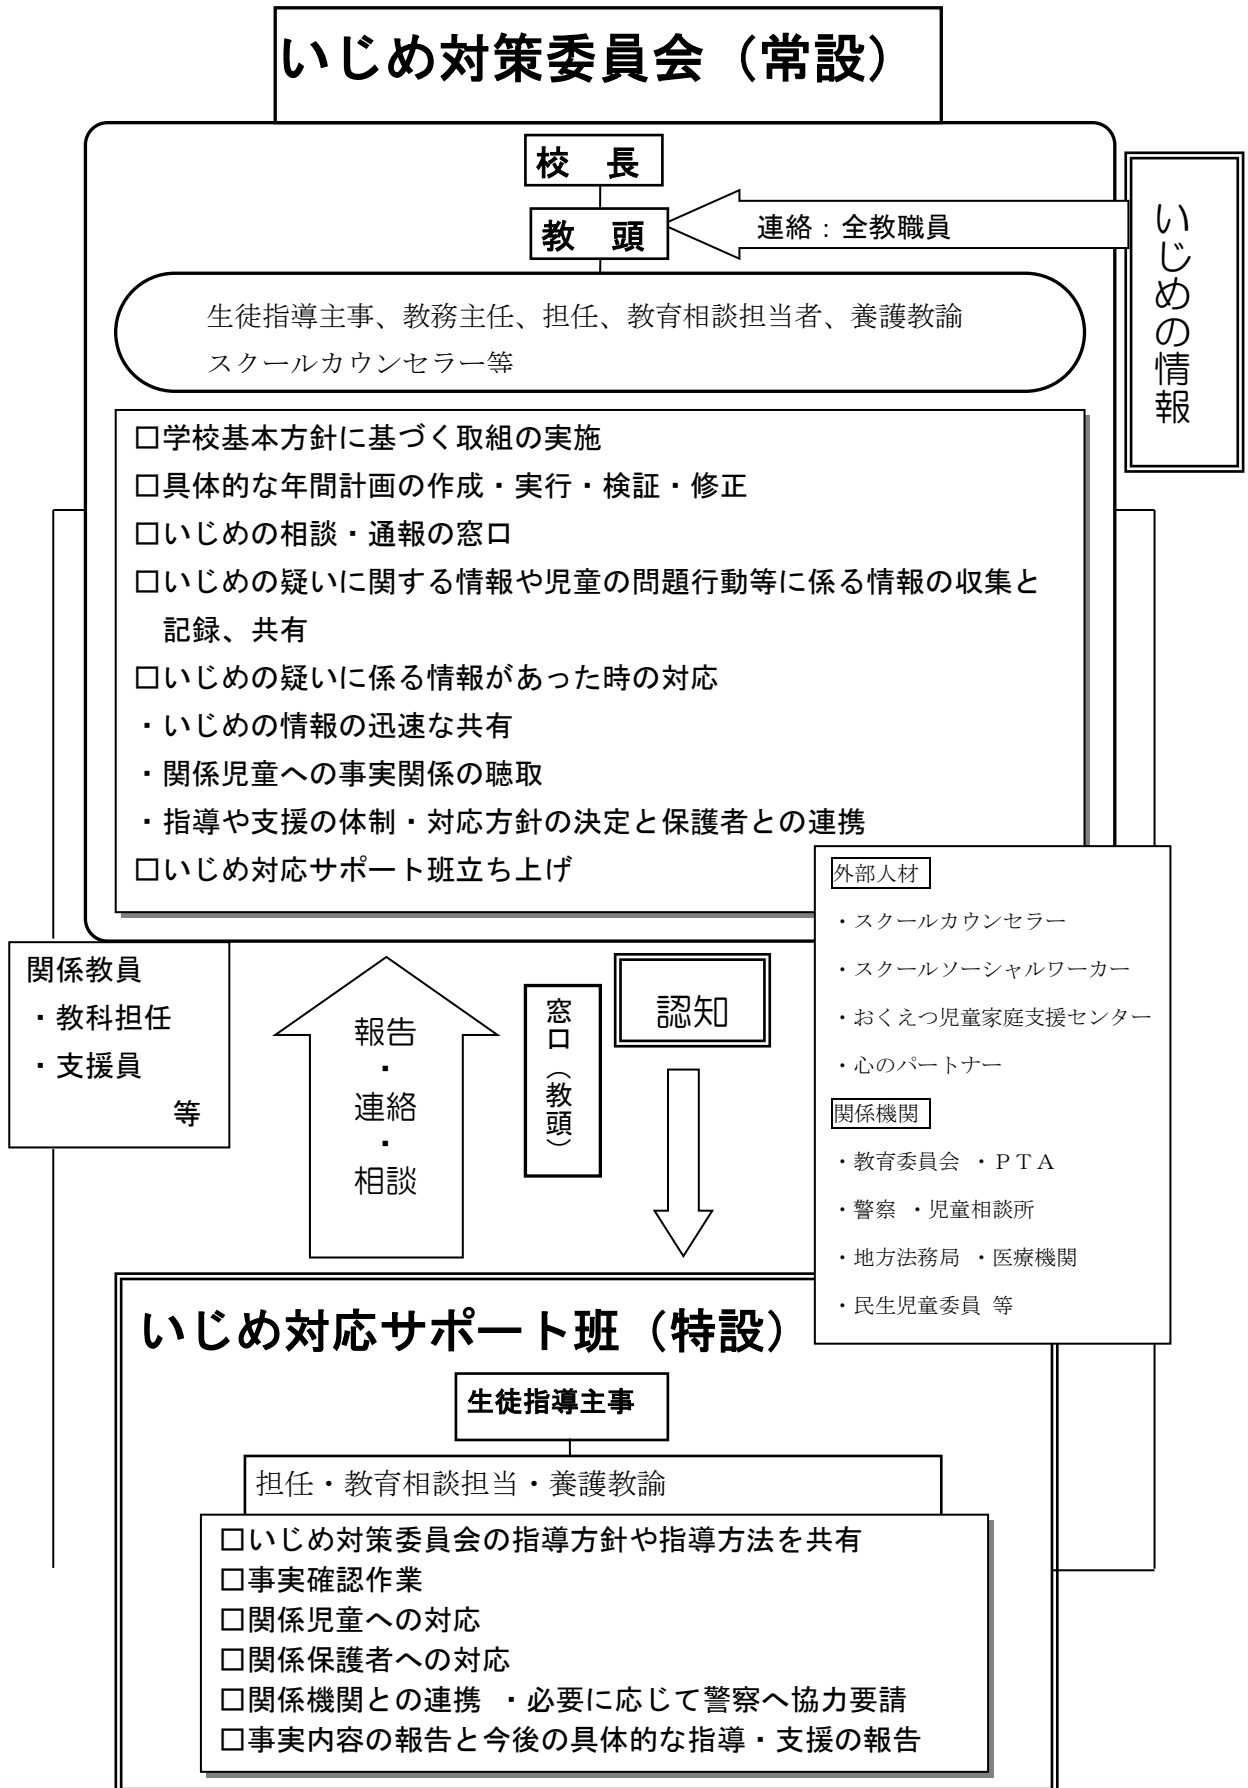 いじめ対策委員会（常設）
校　長
教　頭
連絡：全教職員
いじめの情報
生徒指導主事、教務主任、担任、教育相談担当者、養護教諭
スクールカウンセラー等
□学校基本方針に基づく取組の実施
□具体的な年間計画の作成・実行・検証・修正
□いじめの相談・通報の窓口
□いじめの疑いに関する情報や児童の問題行動等に係る情報の収集と
記録、共有
□いじめの疑いに係る情報があった時の対応
・いじめの情報の迅速な共有
・関係児童への事実関係の聴取
・指導や支援の体制・対応方針の決定と保護者との連携
□いじめ対応サポート班立ち上げ
関係教員
・教科担任
・支援員
等
報告
・
連絡
・
相談
窓口（教頭）
認知
外部人材
・スクールカウンセラー
・スクールソーシャルワーカー
・おくえつ児童家庭支援センター
・心のパートナー
関係機関
・教育委員会 ・ＰＴＡ
・警察 ・児童相談所
・地方法務局 ・医療機関
・民生児童委員 等
いじめ対応サポート班（特設）
生徒指導主事
担任・教育相談担当・養護教諭
□いじめ対策委員会の指導方針や指導方法を共有
□事実確認作業
□関係児童への対応
□関係保護者への対応
□関係機関との連携 ・必要に応じて警察へ協力要請
□事実内容の報告と今後の具体的な指導・支援の報告